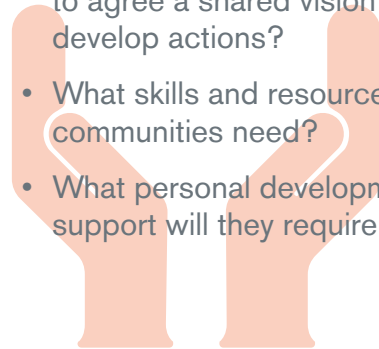 to agree a shared vision
develop actions?
• What skills and resource
communities need?
• What personal developm
support will they require